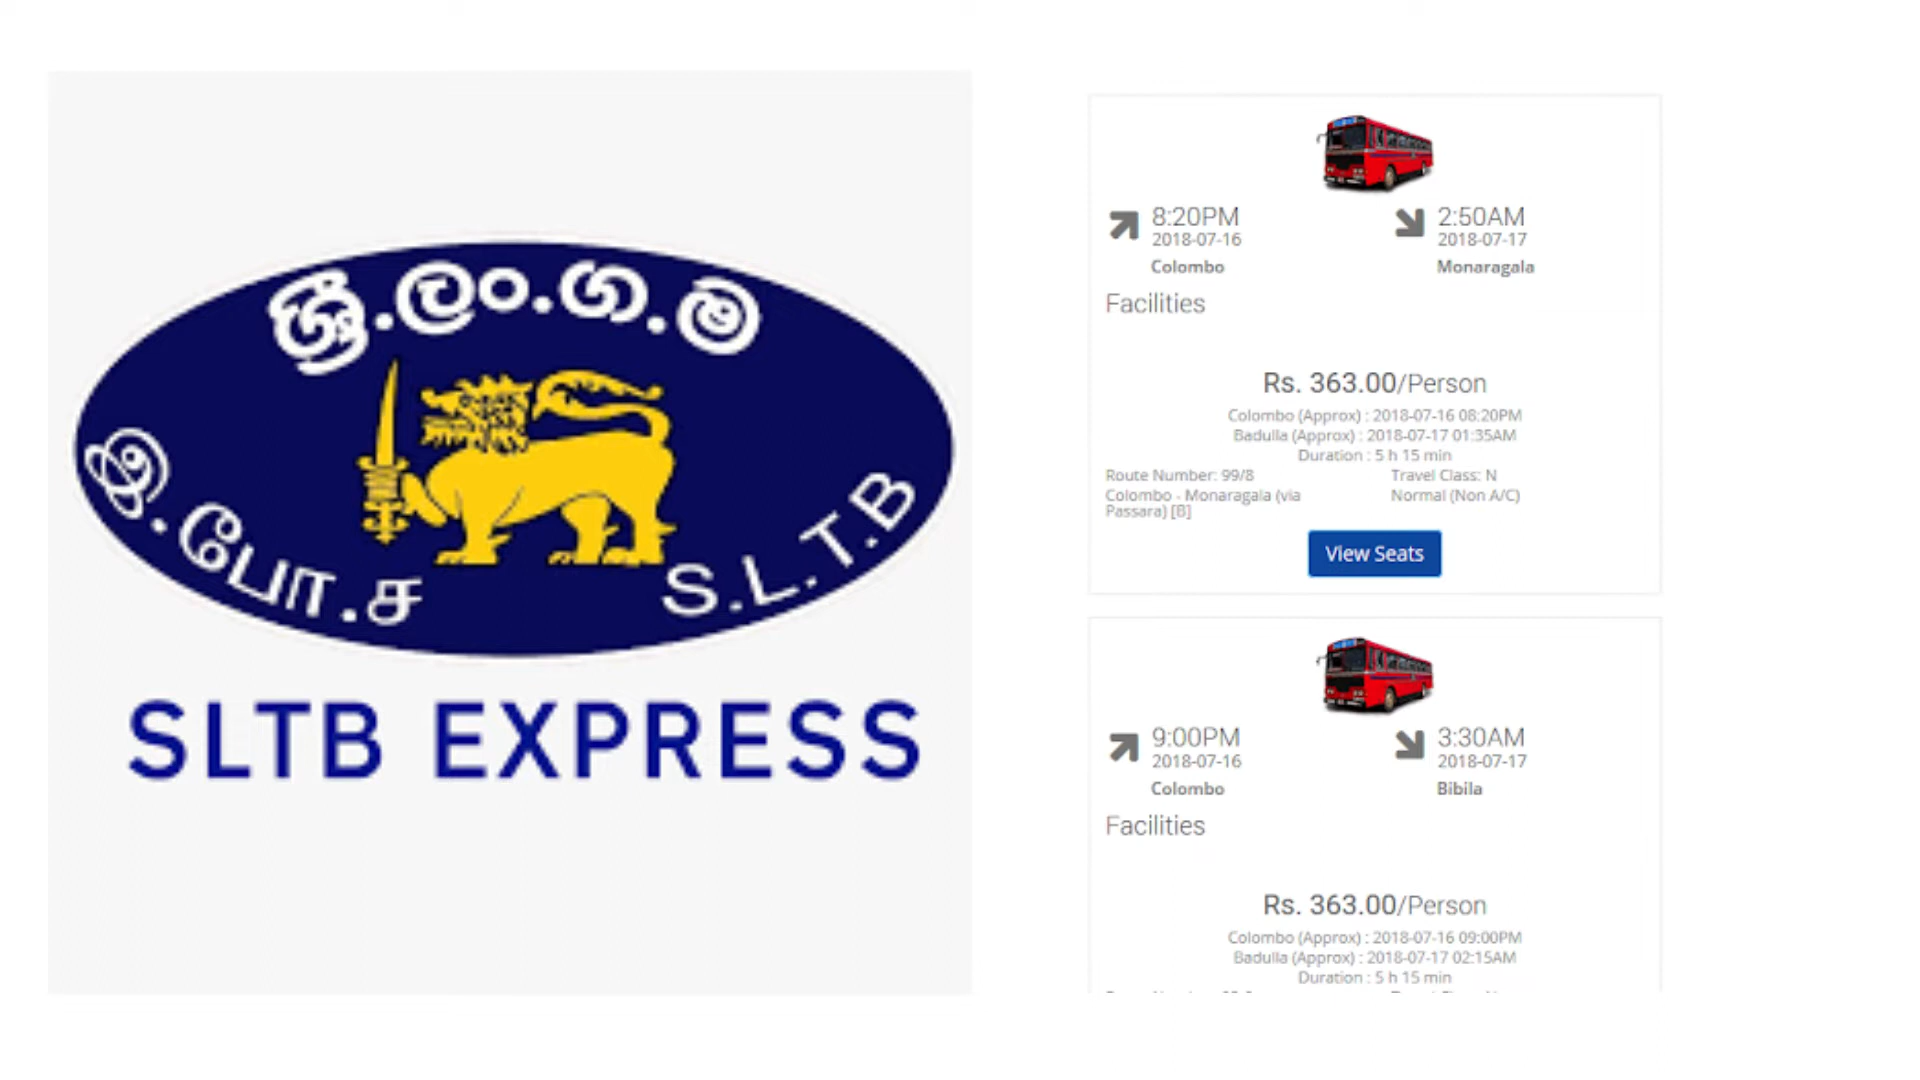 ශ්‍රී.ලං.ග.ම
இ.போ.ச
S.L.T.B
SLTB EXPRESS
8:20PM
2018-07-16
Colombo
2:50AM
2018-07-17
Monaragala
Facilities
Rs. 363.00/Person
Colombo (Approx) : 2018-07-16 08:20PM
Badulla (Approx) : 2018-07-17 01:35AM
Duration : 5 h 15 min
Route Number: 99/8
Colombo - Monaragala (via
Passara) [B]
Travel Class: N
Normal (Non A/C)
View Seats
9:00PM
2018-07-16
Colombo
3:30AM
2018-07-17
Bibila
Facilities
Rs. 363.00/Person
Colombo (Approx) : 2018-07-16 09:00PM
Badulla (Approx) : 2018-07-17 02:15AM
Duration : 5 h 15 min